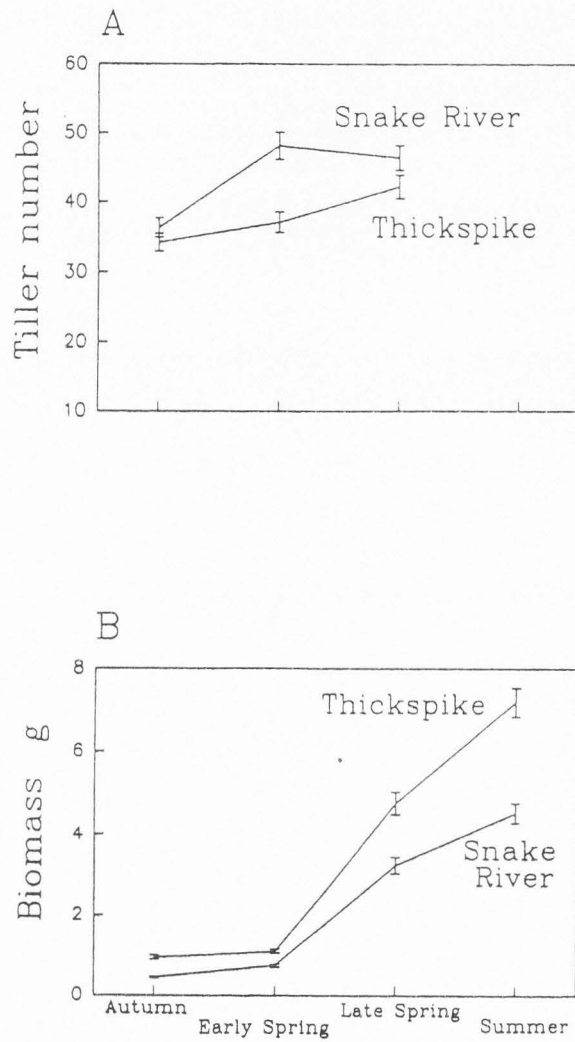 A
Tiller number
60
50
40
30
20
10
Snake River
Thickspike
B
Biomass g
8
6
4
2
0
Thickspike
Snake
River
Autumn
Early Spring
Late Spring
Summer